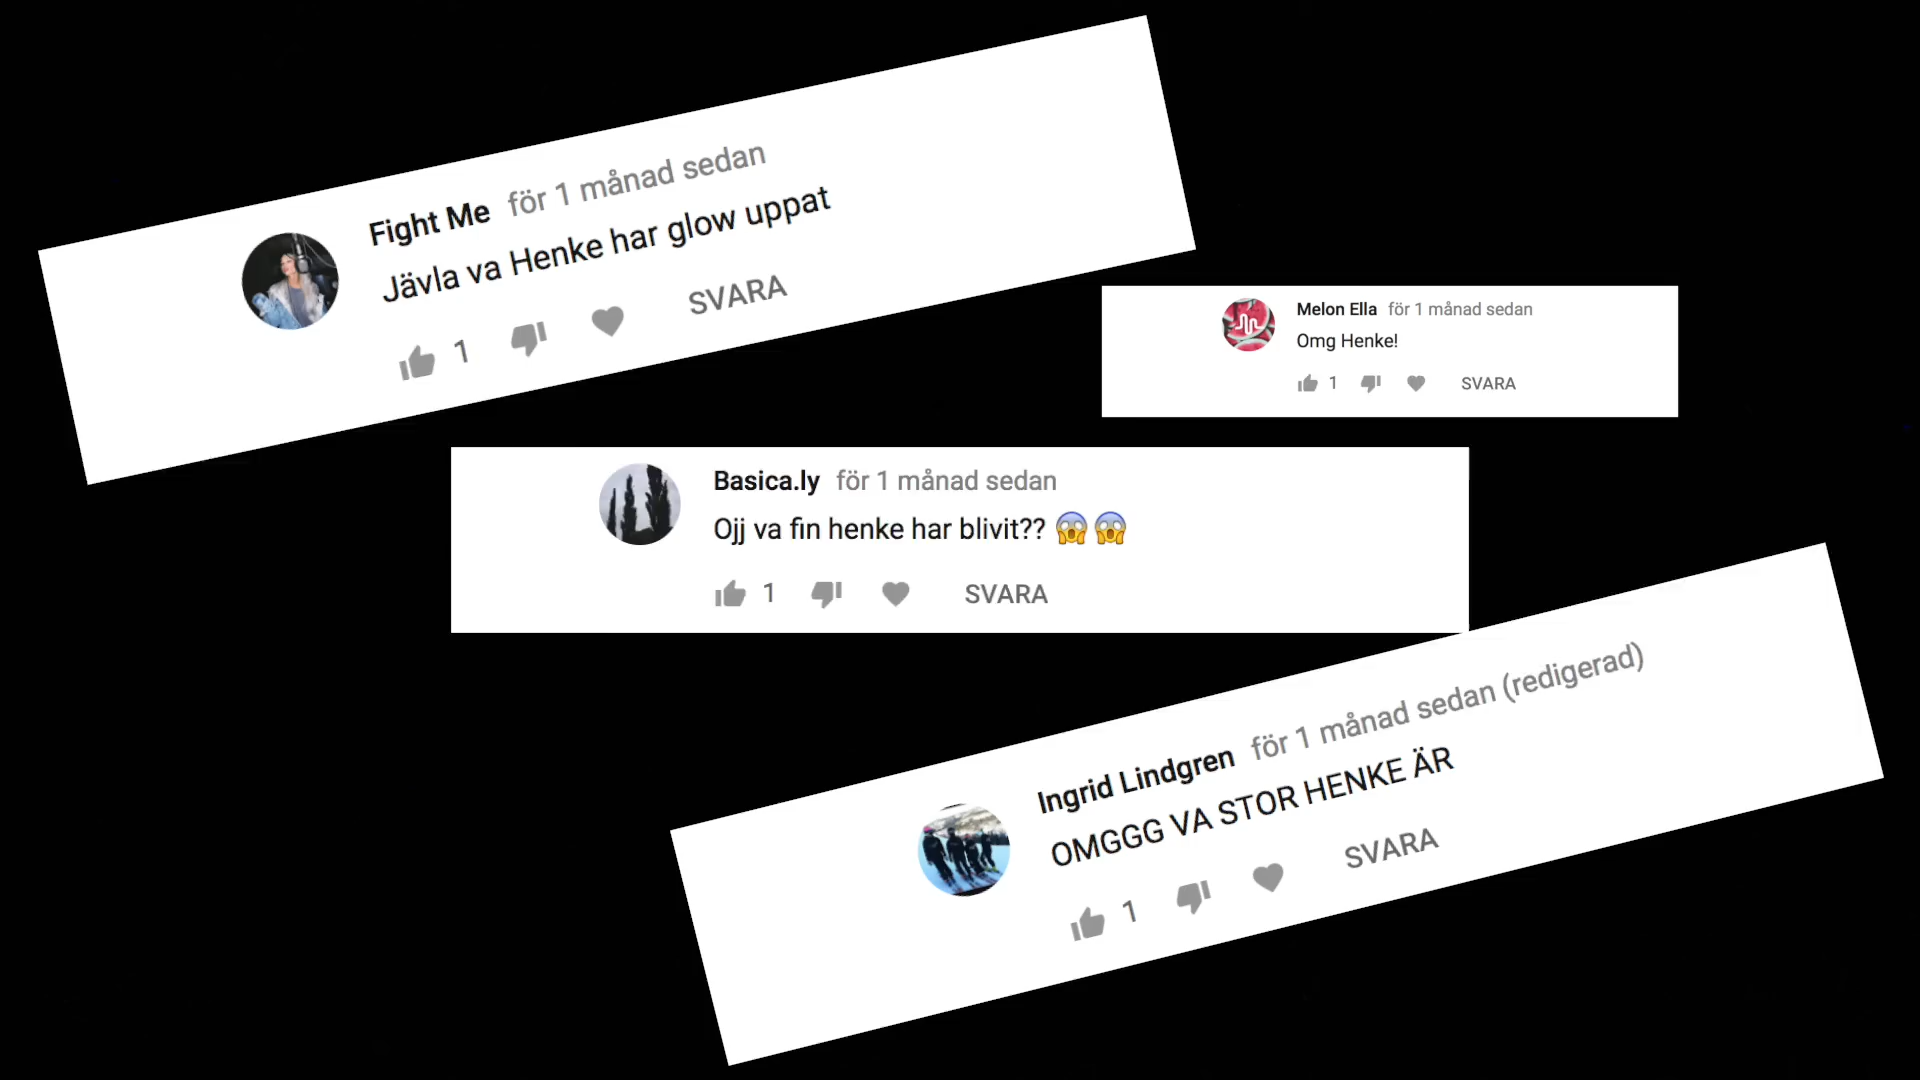 Fight Me för 1 månad sedan
Jävla va Henke har glow uppat
1 SVARA
Melon Ella för 1 månad sedan
Omg Henke!
1 SVARA
Basica.ly för 1 månad sedan
Ojj va fin henke har blivit?? 😱😱
1 SVARA
Ingrid Lindgren för 1 månad sedan (redigerad)
OMGGG VA STOR HENKE ÄR
1 SVARA